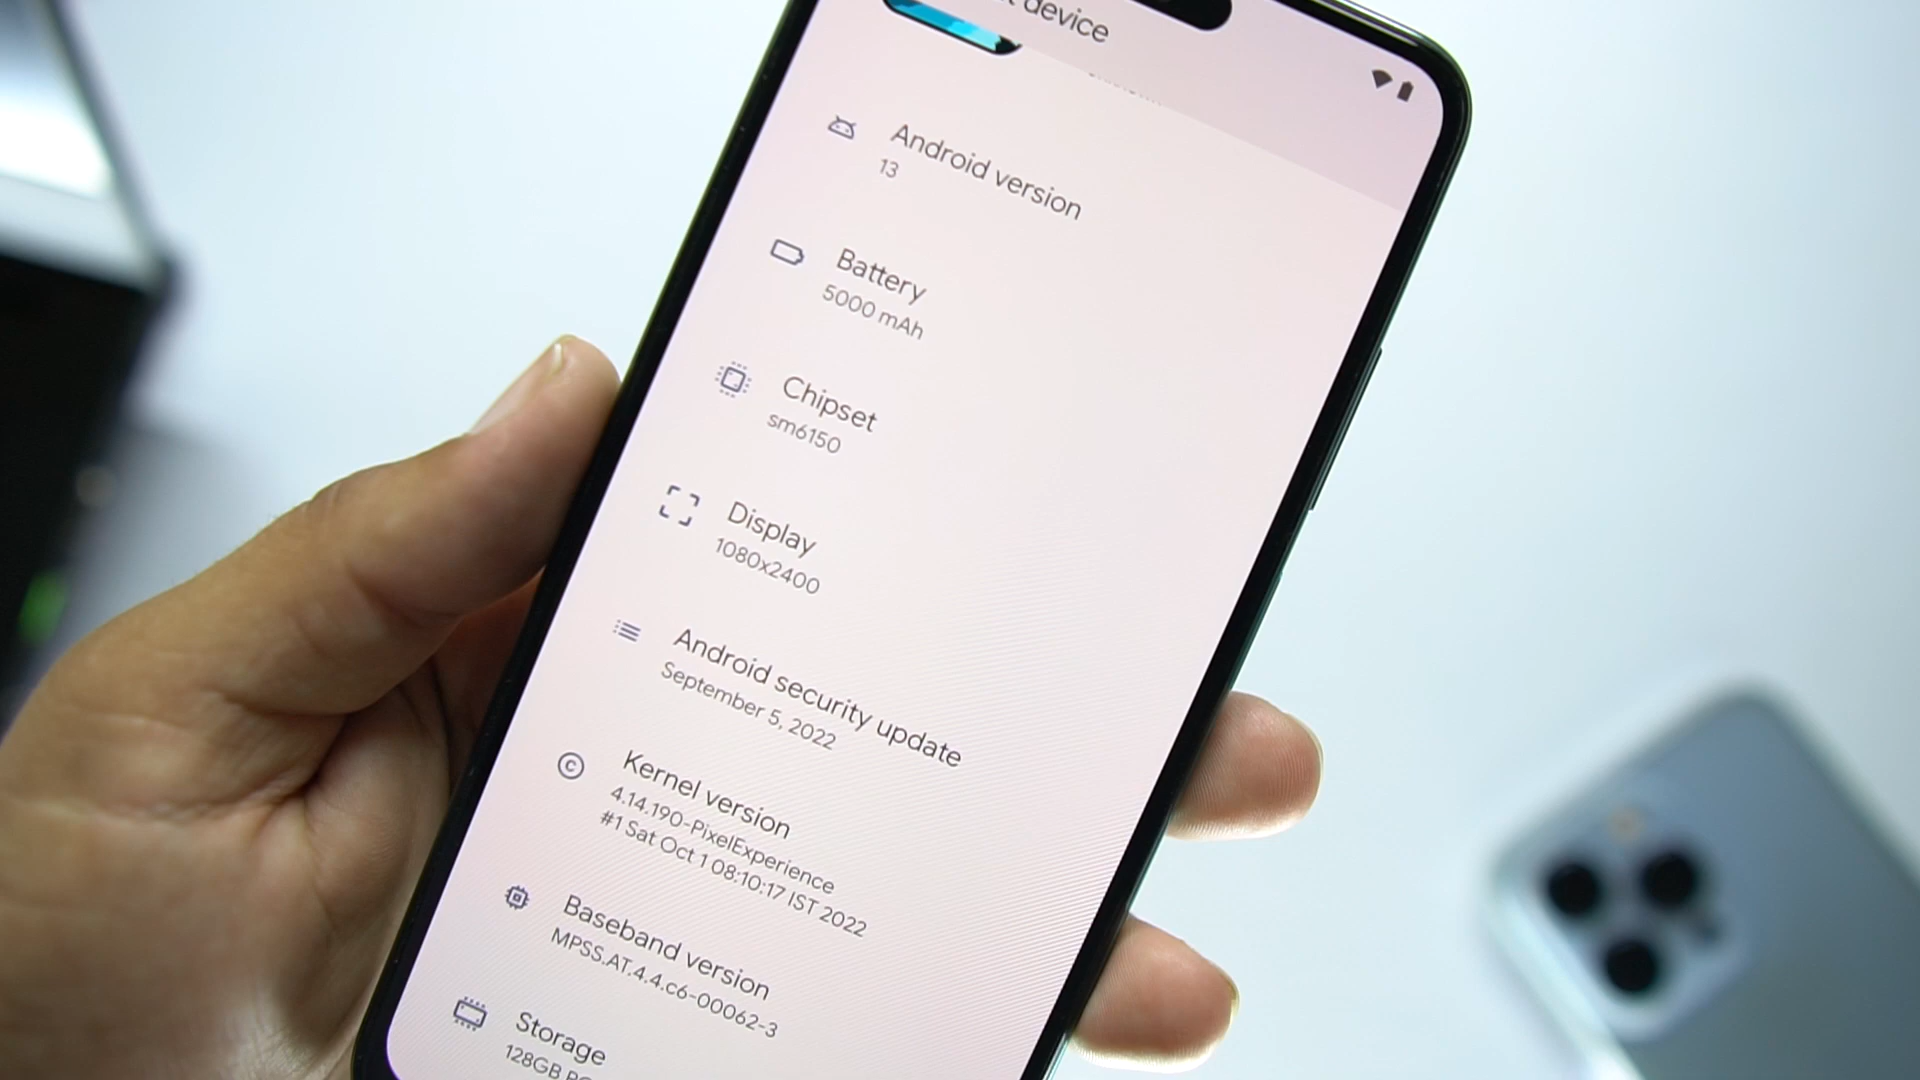 device
Android version
13
Battery
5000 mAh
Chipset
sm6150
Display
1080x2400
Android security update
September 5, 2022
Kernel version
4.14.190-PixelExperience
#1 Sat Oct 1 08:10:17 IST 2022
Baseband version
MPSS.AT.4.4.c6-00062-3
Storage
128GB